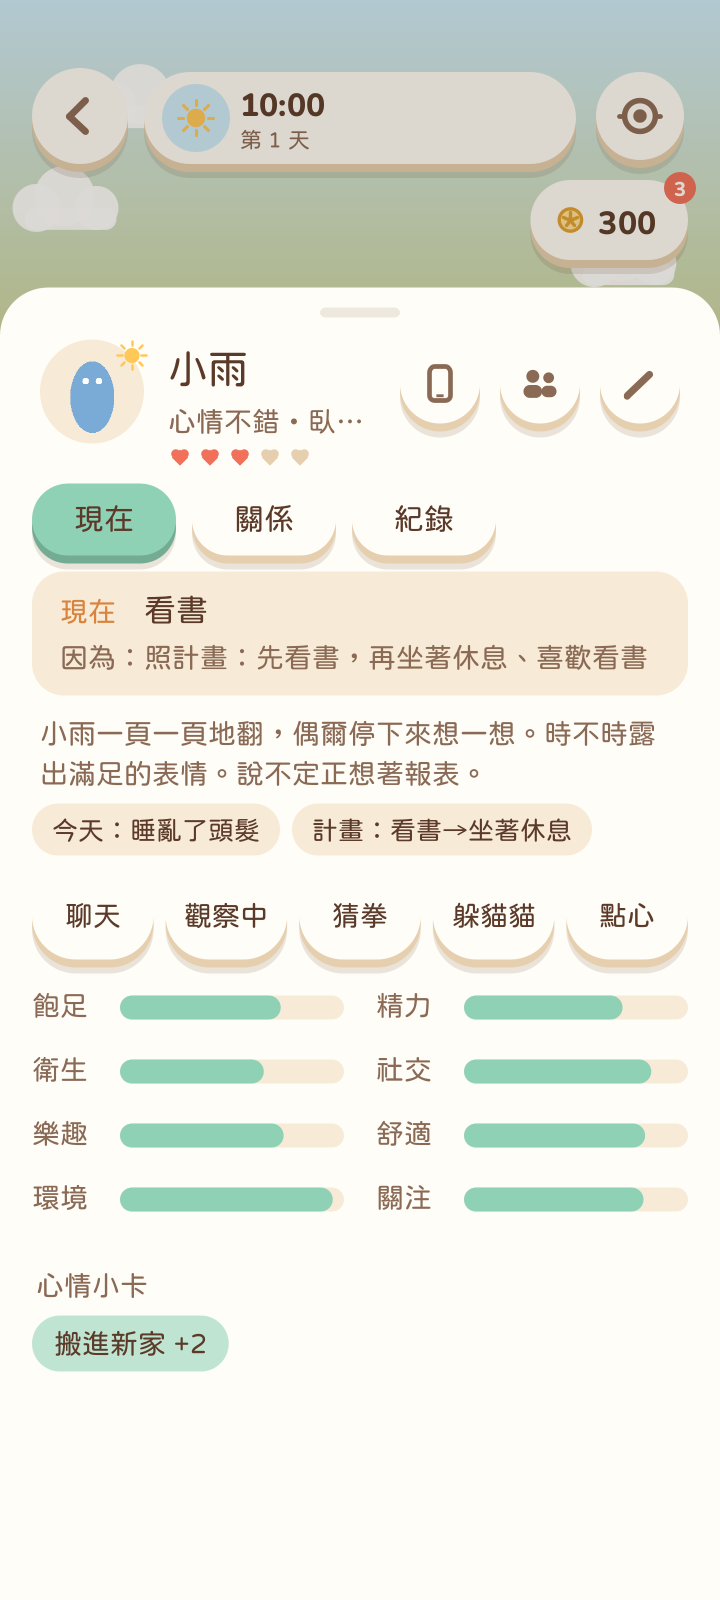 10:00
第 1 天
3
300
小雨
心情不錯・臥…
現在
關係
紀錄
現在 看書
因為：照計畫：先看書，再坐著休息、喜歡看書
小雨一頁一頁地翻，偶爾停下來想一想。時不時露
出滿足的表情。說不定正想著報表。
今天：睡亂了頭髮
計畫：看書→坐著休息
聊天
觀察中
猜拳
躲貓貓
點心
飽足
精力
衛生
社交
樂趣
舒適
環境
關注
心情小卡
搬進新家 +2